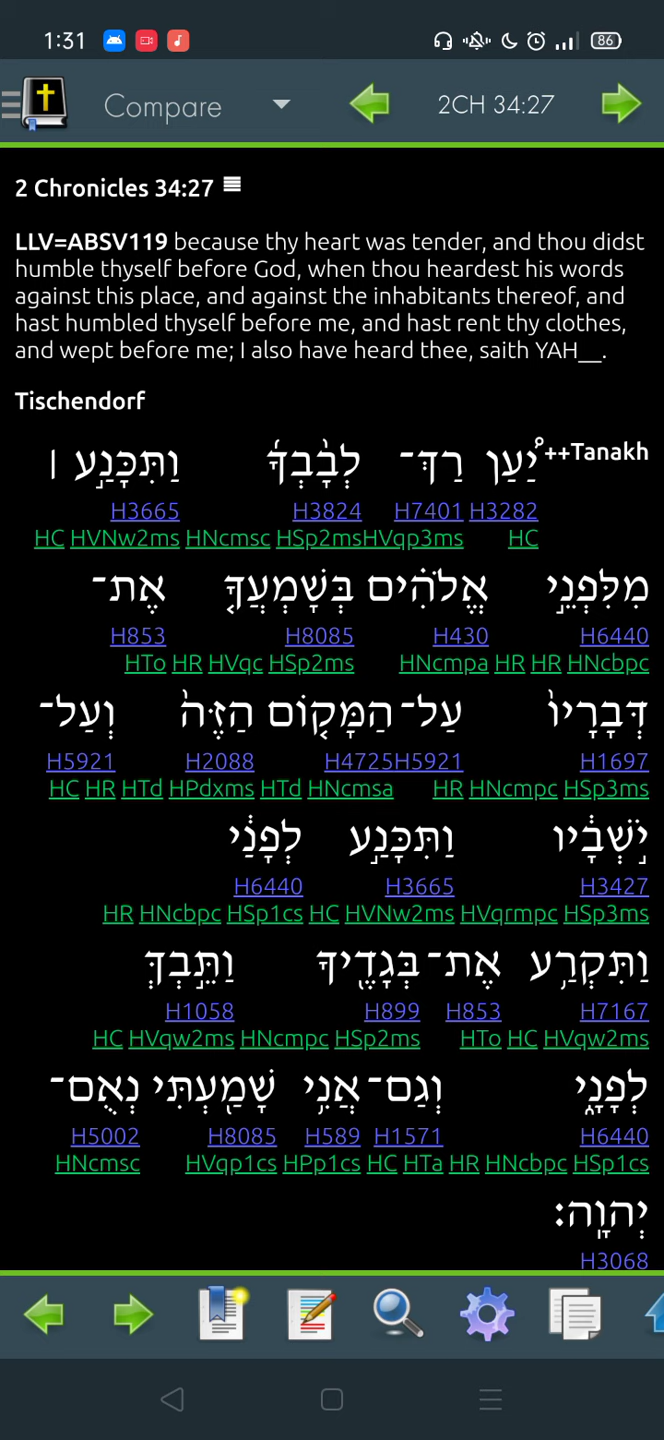 1:31
86
Compare
2CH 34:27
2 Chronicles 34:27
LLV=ABSV119 because thy heart was tender, and thou didst
humble thyself before God, when thou heardest his words
against this place, and against the inhabitants thereof, and
hast humbled thyself before me, and hast rent thy clothes,
and wept before me; I also have heard thee, saith YAH__.
Tischendorf
++Tanakh יַ֠עַן רַךְ־ לְבָ֨בְךָ֜ וַתִּכָּנַ֣ע ׀
H3665 H3824 H7401 H3282
HC HVNw2ms HNcmsc HSp2ms HVqp3ms HC
מִלִּפְנֵ֣י אֱלֹהִ֗ים בְּשָׁמְעֲךָ֤ אֶת־
H853 H8085 H430 H6440
HTo HR HVqc HSp2ms HNcmpa HR HR HNcbpc
דְּבָרָיו֙ עַל־ הַמָּק֤וֹם הַזֶּה֙ וְעַל־
H5921 H2088 H4725 H5921 H1697
HC HR HTd HPdxms HTd HNcmsa HR HNcmpc HSp3ms
יֹ֣שְׁבָ֔יו וַתִּכָּנַ֣ע לְפָנַ֔י
H6440 H3665 H3427
HR HNcbpc HSp1cs HC HVNw2ms HVqrmpc HSp3ms
וַתִּקְרַ֥ע אֶת־ בְּגָדֶ֖יךָ וַתֵּ֣בְךְּ
H1058 H899 H853 H7167
HC HVqw2ms HNcmpc HSp2ms HTo HC HVqw2ms
לְפָנָ֑י וְגַם־ אֲנִ֥י שָׁמַ֖עְתִּי נְאֻם־
H5002 H8085 H589 H1571 H6440
HNcmsc HVqp1cs HPp1cs HC HTa HR HNcbpc HSp1cs
יְהוָֽה׃
H3068